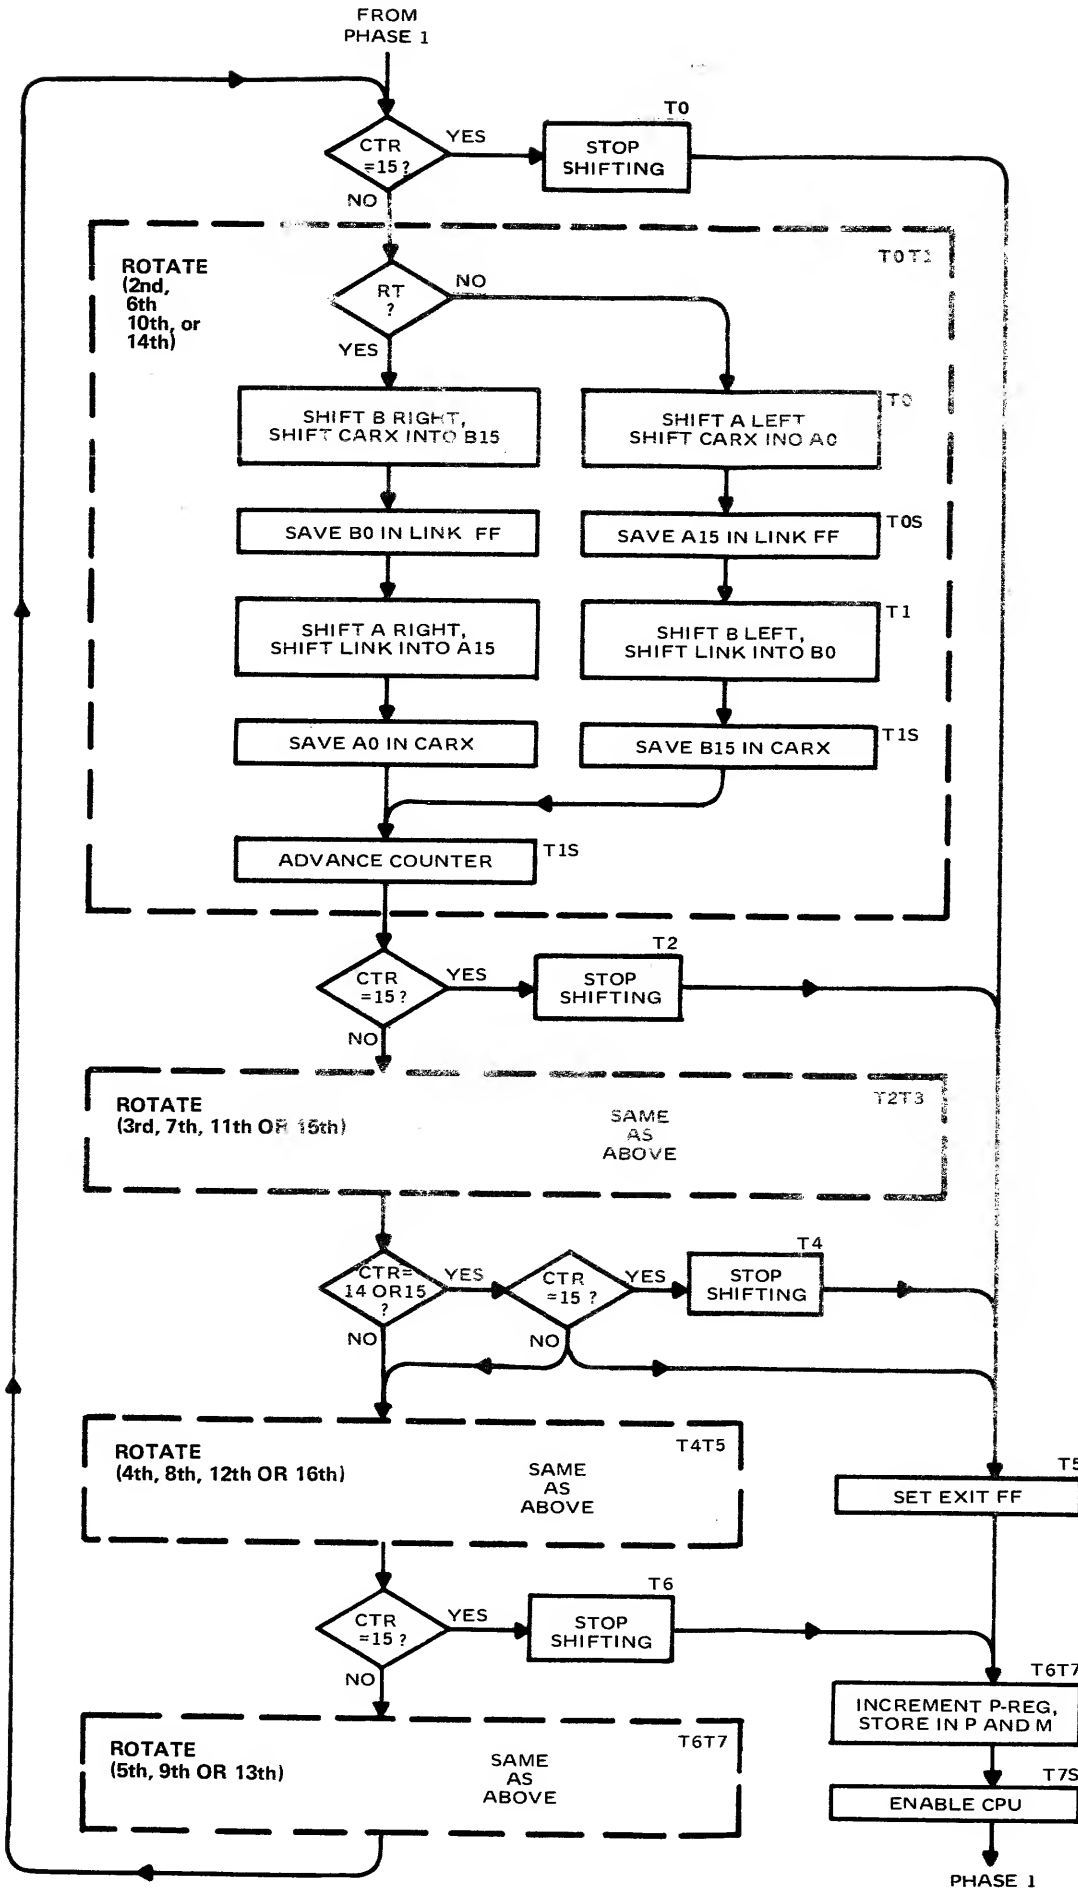 FROM
PHASE 1
T0
CTR
=15 ?
YES
STOP
SHIFTING
NO
T0T1
ROTATE
(2nd,
6th
10th, or
14th)
RT
?
NO
YES
T0
SHIFT B RIGHT,
SHIFT CARX INTO B15
SHIFT A LEFT
SHIFT CARX INO A0
SAVE B0 IN LINK FF
SAVE A15 IN LINK FF
T0S
SHIFT A RIGHT,
SHIFT LINK INTO A15
SHIFT B LEFT,
SHIFT LINK INTO B0
T1
SAVE A0 IN CARX
SAVE B15 IN CARX
T1S
ADVANCE COUNTER
T1S
T2
CTR
=15 ?
YES
STOP
SHIFTING
NO
T2T3
ROTATE
(3rd, 7th, 11th OR 15th)
SAME
AS
ABOVE
T4
CTR=
14 OR15
?
YES
CTR
=15 ?
YES
STOP
SHIFTING
NO
NO
T4T5
ROTATE
(4th, 8th, 12th OR 16th)
SAME
AS
ABOVE
T5
SET EXIT FF
T6
CTR
=15 ?
YES
STOP
SHIFTING
NO
T6T7
INCREMENT P-REG,
STORE IN P AND M
T6T7
ROTATE
(5th, 9th OR 13th)
SAME
AS
ABOVE
T7S
ENABLE CPU
PHASE 1